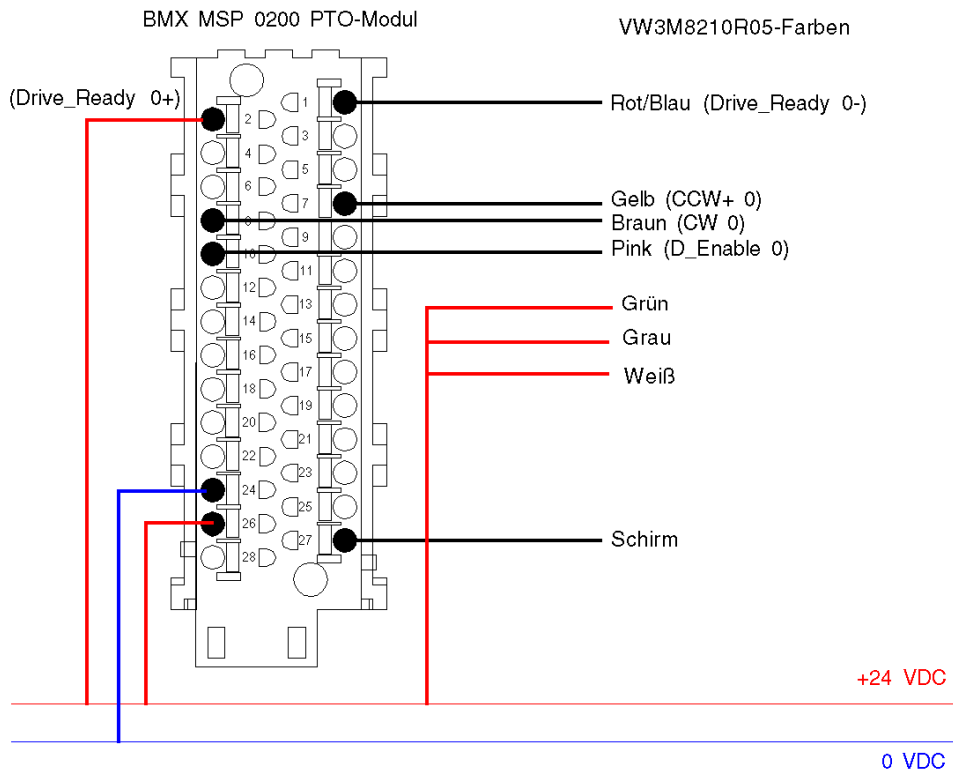 BMX MSP 0200 PTO-Modul
VW3M8210R05-Farben
(Drive_Ready 0+)
Rot/Blau (Drive_Ready 0-)
1
2
3
4
5
6
7
Gelb (CCW+ 0)
8
Braun (CW 0)
9
10
Pink (D_Enable 0)
11
12
13
Grün
14
15
Grau
16
17
Weiß
18
19
20
21
22
23
24
25
26
27
Schirm
28
+24 VDC
0 VDC